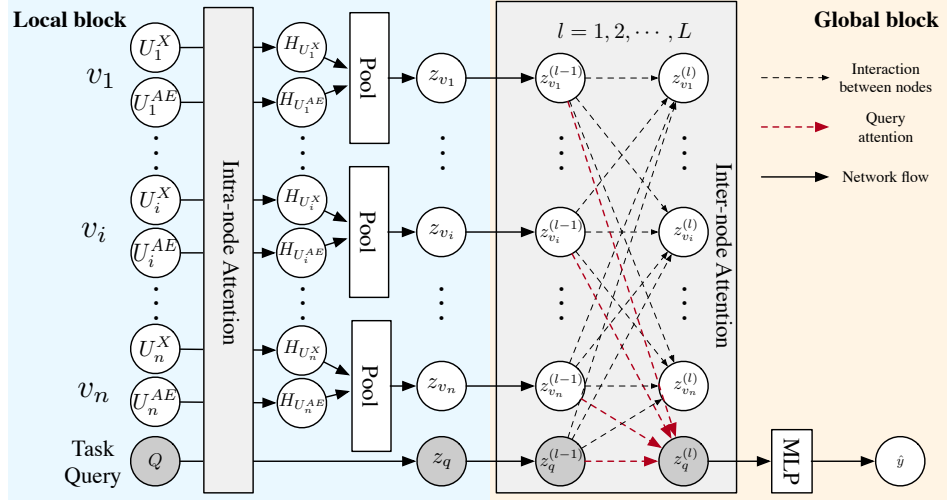 Local block
Global block
v_1
U_1^X
U_1^{AE}
H_{U_1^X}
H_{U_1^{AE}}
Pool
z_{v_1}
l = 1, 2, ⋯, L
z_{v_1}^{(l-1)}
z_{v_1}^{(l)}
v_i
U_i^X
U_i^{AE}
Intra-node Attention
H_{U_i^X}
H_{U_i^{AE}}
Pool
z_{v_i}
z_{v_i}^{(l-1)}
z_{v_i}^{(l)}
Inter-node Attention
v_n
U_n^X
U_n^{AE}
H_{U_n^X}
H_{U_n^{AE}}
Pool
z_{v_n}
z_{v_n}^{(l-1)}
z_{v_n}^{(l)}
Task
Query
Q
z_q
z_q^{(l-1)}
z_q^{(l)}
MLP
ŷ
Interaction
between nodes
Query
attention
Network flow